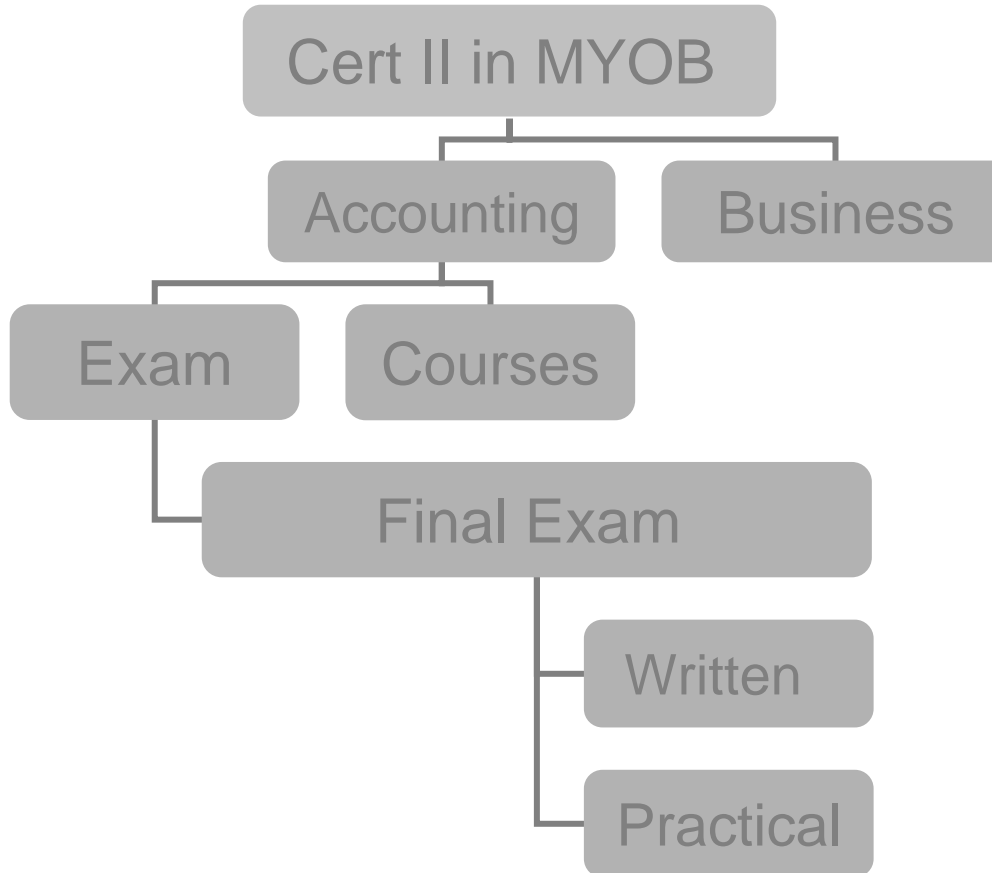 Cert II in MYOB
Accounting
Business
Exam
Courses
Final Exam
Written
Practical